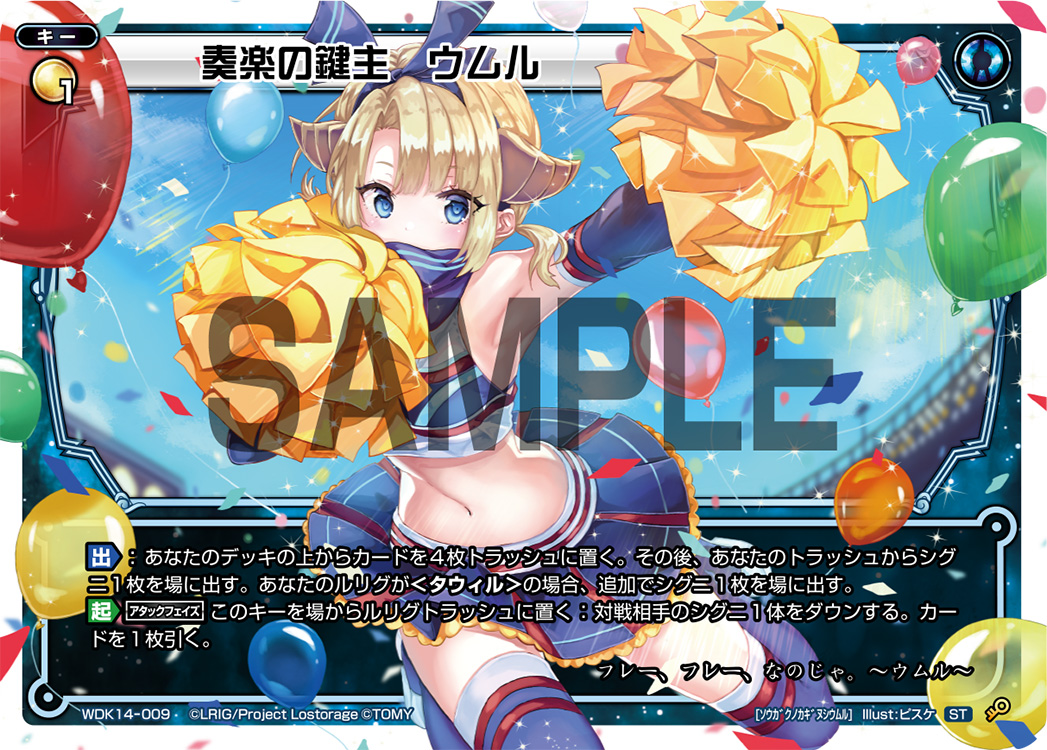 キー
奏楽の鍵主 ウムル
1
SAMPLE
出：あなたのデッキの上からカードを４枚トラッシュに置く。その後、あなたのトラッシュからシグ
ニ１枚を場に出す。あなたのルリグが＜タウィル＞の場合、追加でシグニ１枚を場に出す。
起 アタックフェイズ このキーを場からルリグトラッシュに置く：対戦相手のシグニ１体をダウンする。カー
ドを１枚引く。
フレー、フレー、なのじゃ。～ウムル～
WDK14-009 ©LRIG/Project Lostorage ©TOMY [ｿｳｶﾞｸﾉｶｷﾞﾇｼｳﾑﾙ] Illust:ビスケ ST